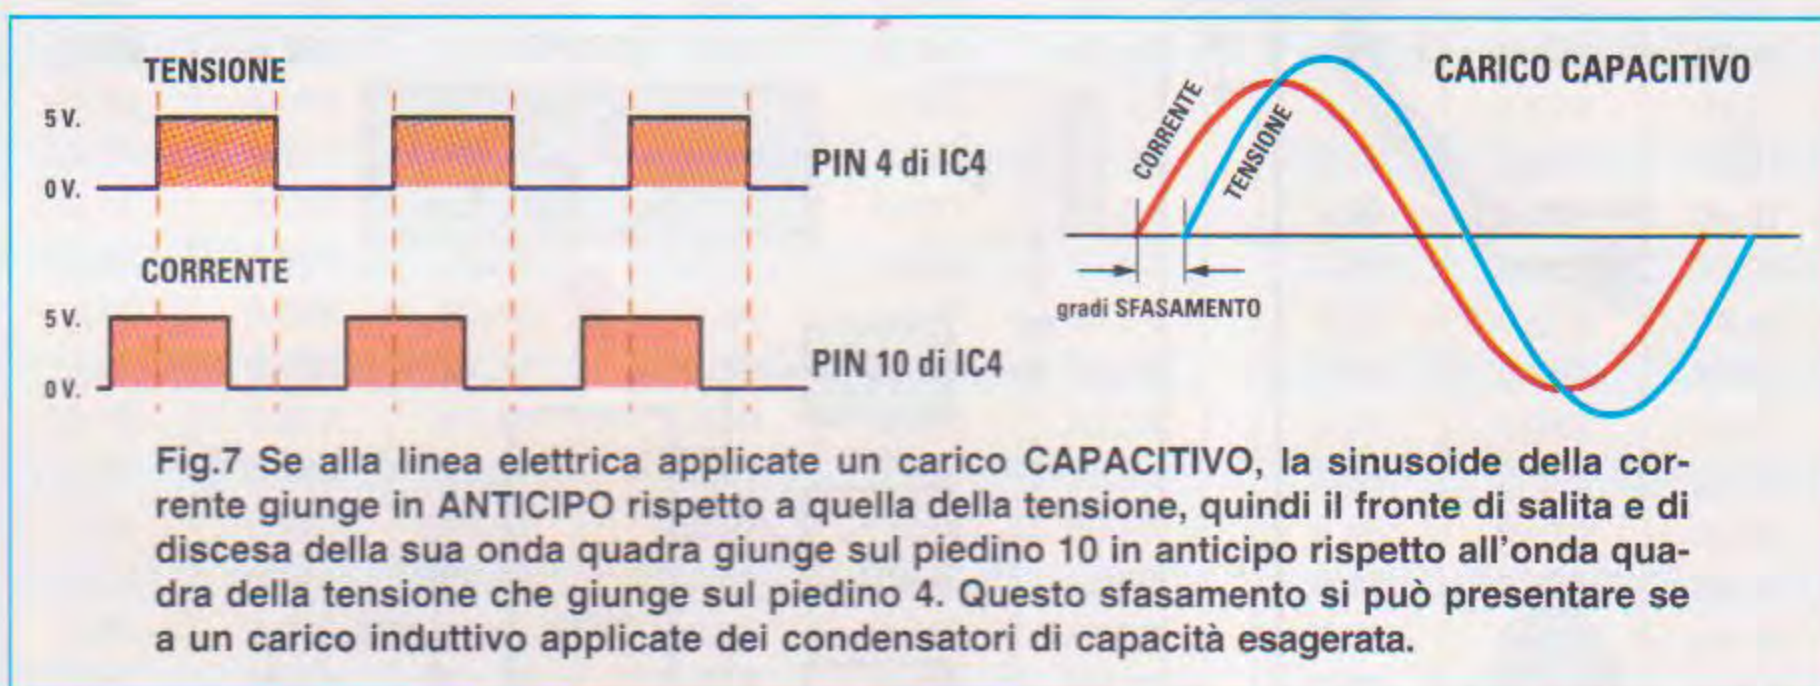 TENSIONE
5 V.
0 V.
PIN 4 di IC4
CORRENTE
5 V.
0 V.
PIN 10 di IC4
CARICO CAPACITIVO
CORRENTE
TENSIONE
gradi SFASAMENTO
Fig.7 Se alla linea elettrica applicate un carico CAPACITIVO, la sinusoide della cor-
rente giunge in ANTICIPO rispetto a quella della tensione, quindi il fronte di salita e di
discesa della sua onda quadra giunge sul piedino 10 in anticipo rispetto all'onda qua-
dra della tensione che giunge sul piedino 4. Questo sfasamento si può presentare se
a un carico induttivo applicate dei condensatori di capacità esagerata.